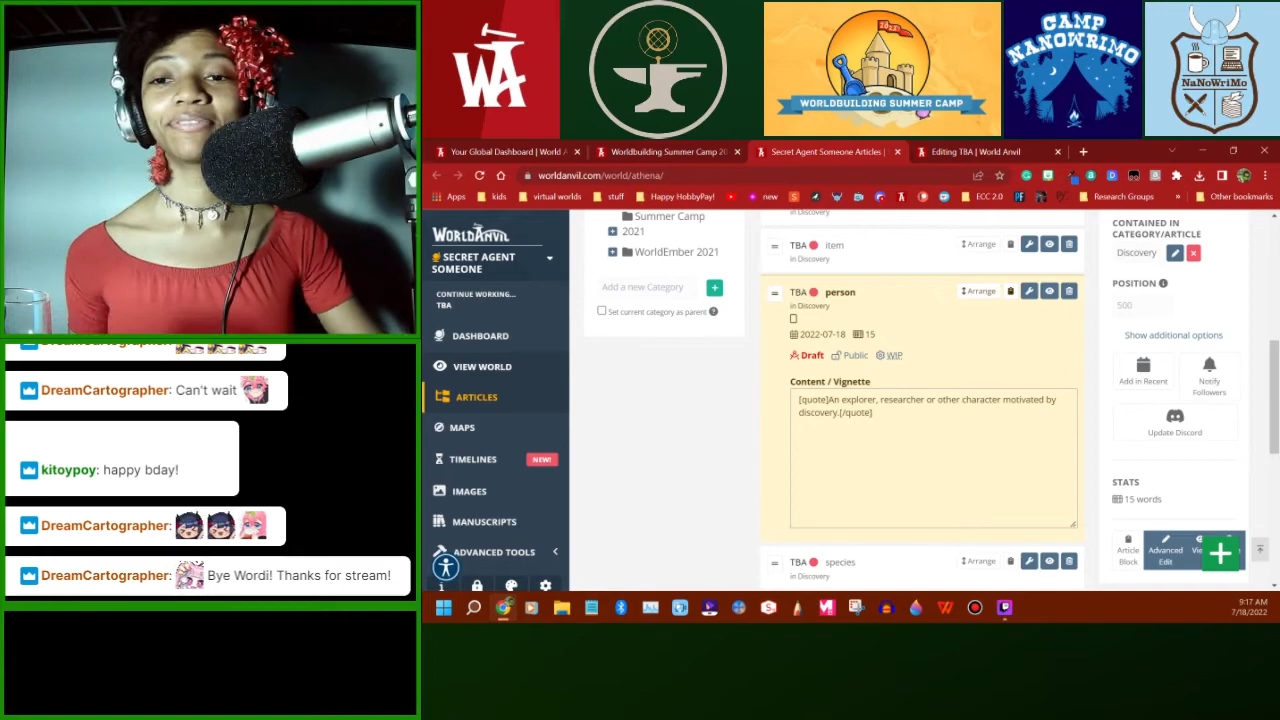 WA
2022
WORLDBUILDING SUMMER CAMP
CAMP
NANOWRIMO
NaNoWriMo
Your Global Dashboard | World A
Worldbuilding Summer Camp 20
Secret Agent Someone Articles |
Editing TBA | World Anvil
worldanvil.com/world/athena/
Apps
kids
virtual worlds
stuff
Happy HobbyPay!
new
ECC 2.0
Research Groups
Other bookmarks
WORLDANVIL
SECRET AGENT
SOMEONE
CONTINUE WORKING...
TBA
DASHBOARD
VIEW WORLD
ARTICLES
MAPS
TIMELINES
NEW!
IMAGES
MANUSCRIPTS
ADVANCED TOOLS
Summer Camp
2021
WorldEmber 2021
Add a new Category
Set current category as parent
in Discovery
TBA item
Arrange
in Discovery
TBA person
Arrange
in Discovery
2022-07-18 15
Draft Public WIP
Content / Vignette
[quote]An explorer, researcher or other character motivated by
discovery.[/quote]
TBA species
Arrange
in Discovery
CONTAINED IN
CATEGORY/ARTICLE
Discovery
POSITION
500
Show additional options
Add in Recent
Notify
Followers
Update Discord
STATS
15 words
Article
Block
Advanced
Edit
9:17 AM
7/18/2022
DreamCartographer:
DreamCartographer: Can't wait
kitoypoy: happy bday!
DreamCartographer:
DreamCartographer: Bye Wordi! Thanks for stream!